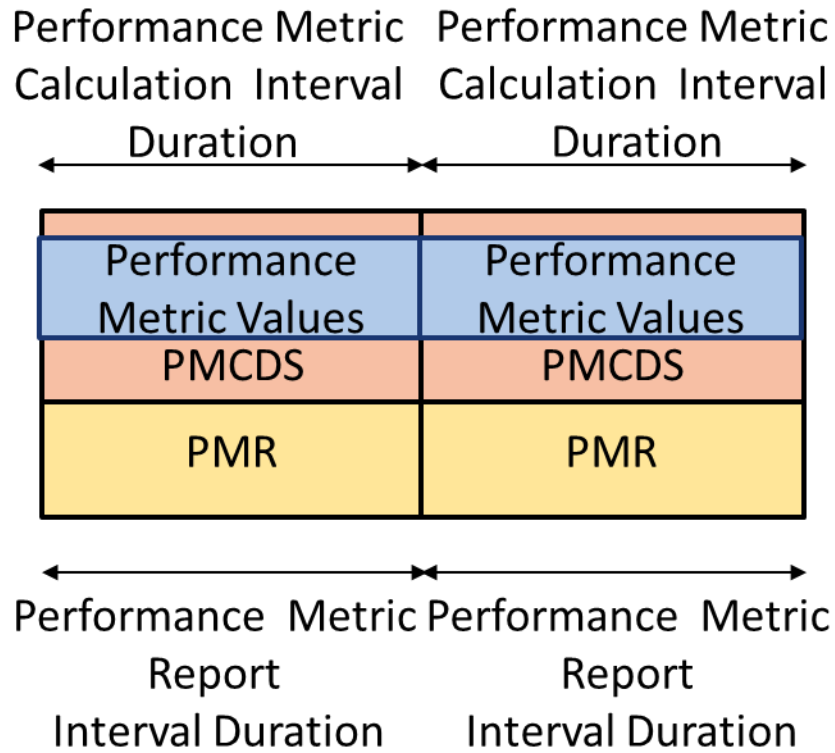 Performance Metric
Calculation Interval
Duration
Performance Metric
Calculation Interval
Duration
Performance
Metric Values
Performance
Metric Values
PMCDS
PMCDS
PMR
PMR
Performance Metric
Report
Interval Duration
Performance Metric
Report
Interval Duration